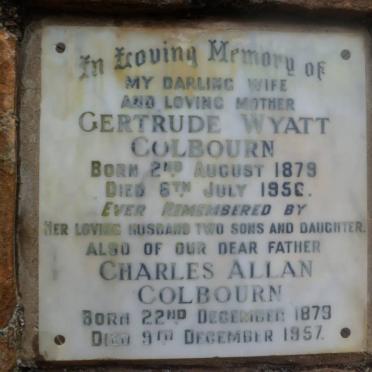 In Loving Memory of
MY DARLING WIFE
AND LOVING MOTHER
GERTRUDE WYATT
COLBOURN
BORN 2ND AUGUST 1879
DIED 6TH JULY 1956.
EVER REMEMBERED BY
HER LOVING HUSBAND TWO SONS AND DAUGHTER.
ALSO OF OUR DEAR FATHER
CHARLES ALLAN
COLBOURN
BORN 22ND DECEMBER 1879
DIED 9TH DECEMBER 1957.